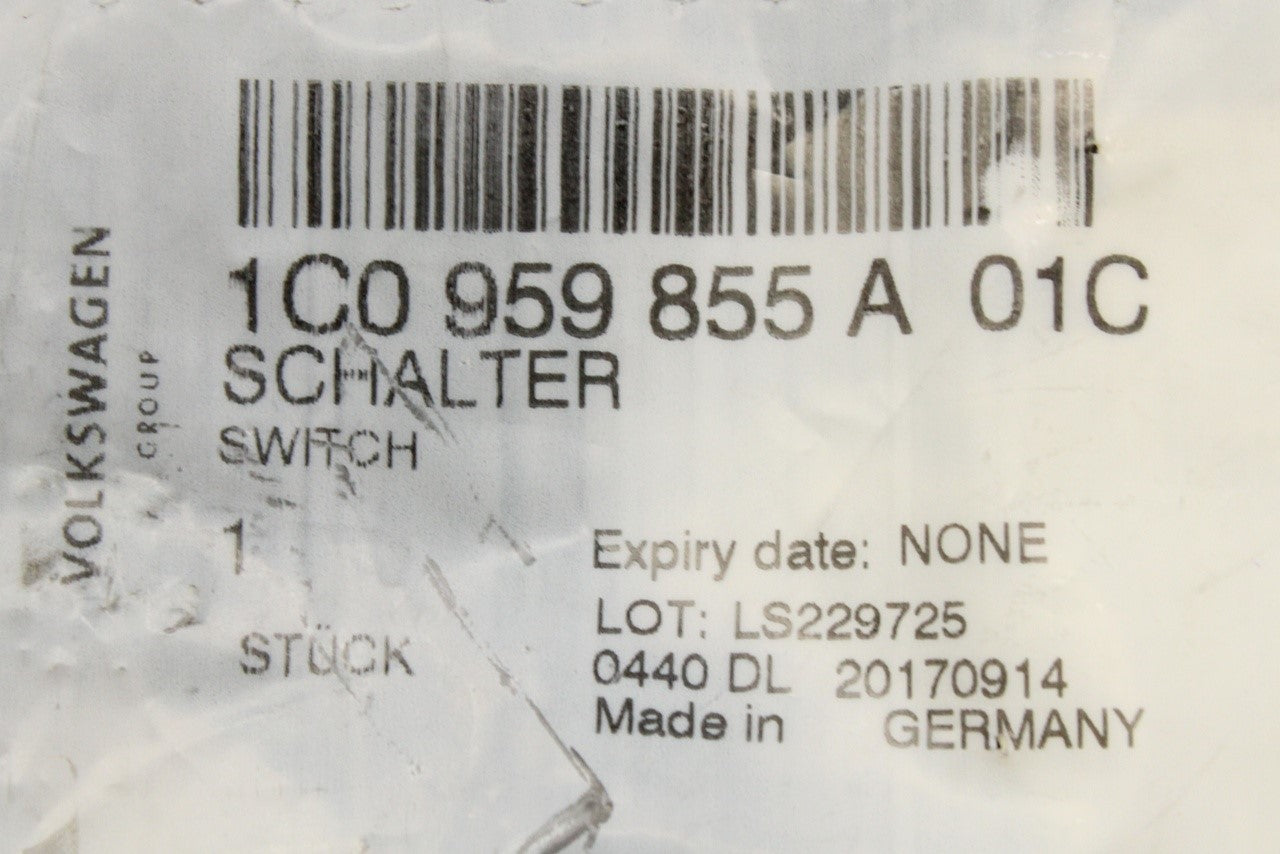 VOLKSWAGEN
GROUP
1C0 959 855 A 01C
SCHALTER
SWITCH
1
STÜCK
Expiry date: NONE
LOT: LS229725
0440 DL 20170914
Made in GERMANY